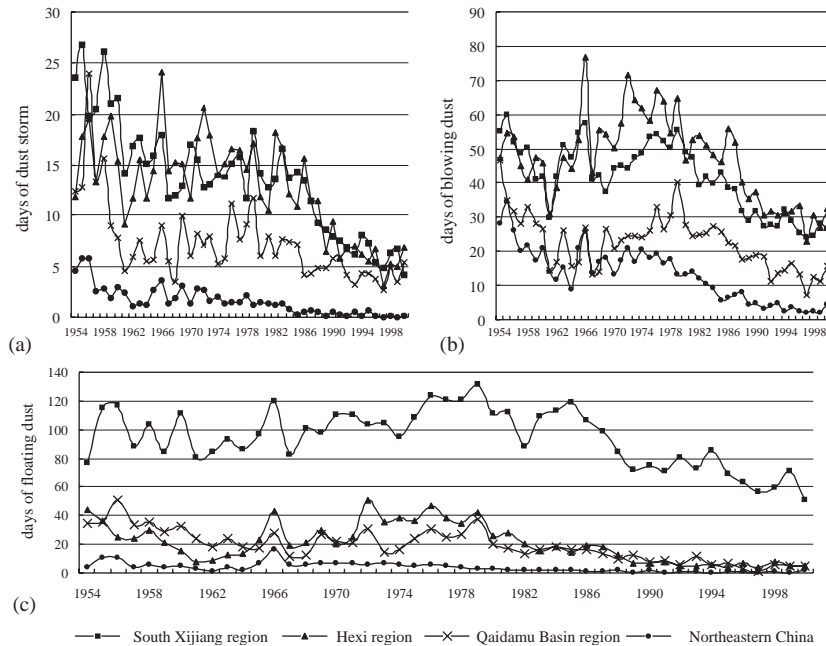 30
25
20
15
10
5
0
days of dust storm
1954 1958 1962 1966 1970 1974 1978 1982 1986 1990 1994 1998
(a)
90
80
70
60
50
40
30
20
10
0
days of blowing dust
1954 1958 1962 1966 1970 1974 1978 1982 1985 1990 1994 1998
(b)
140
120
100
80
60
40
20
0
days of floating dust
1954 1958 1962 1966 1970 1974 1978 1982 1986 1990 1994 1998
(c)
South Xijiang region Hexi region Qaidamu Basin region Northeastern China